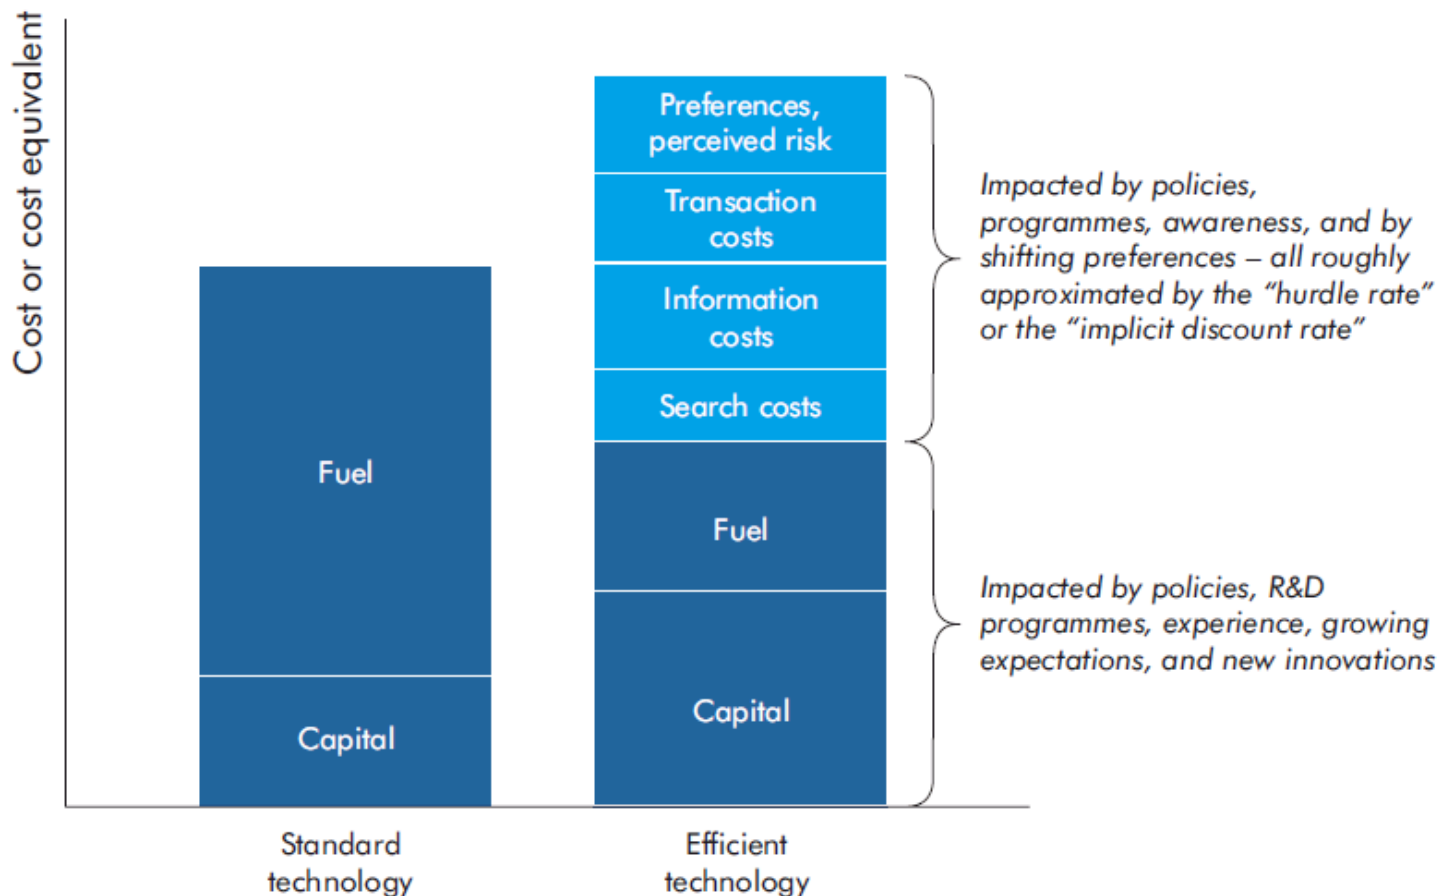 Cost or cost equivalent
Preferences,
perceived risk
Transaction
costs
Information
costs
Search costs
Fuel
Capital
Fuel
Capital
Impacted by policies,
programmes, awareness, and by
shifting preferences – all roughly
approximated by the “hurdle rate”
or the “implicit discount rate”
Impacted by policies, R&D
programmes, experience, growing
expectations, and new innovations
Standard
technology
Efficient
technology